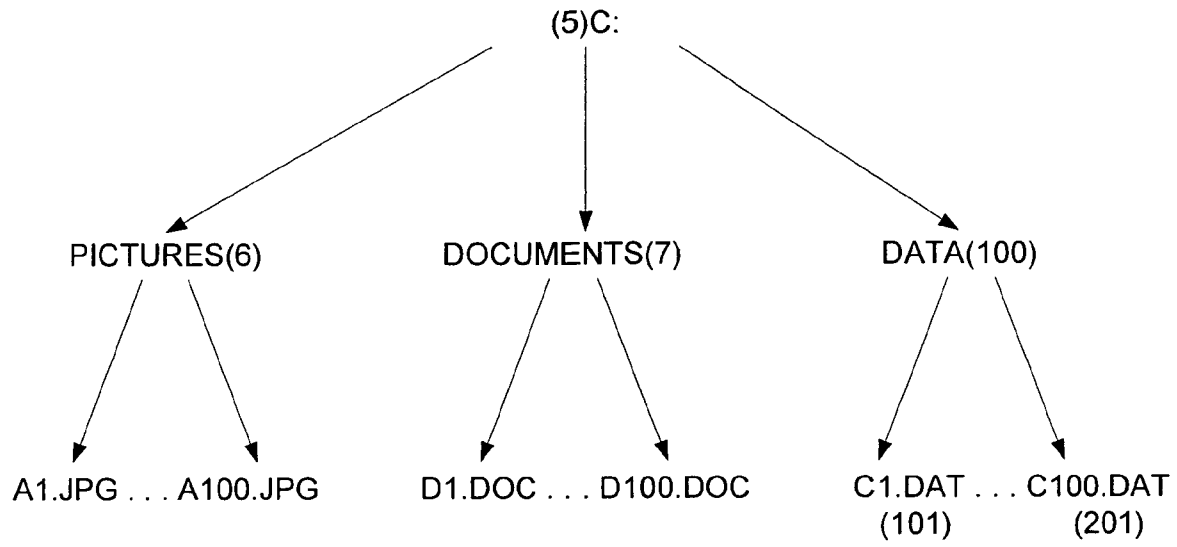 (5)C:
PICTURES(6) DOCUMENTS(7) DATA(100)
A1.JPG . . . A100.JPG D1.DOC . . . D100.DOC C1.DAT . . . C100.DAT
(101) (201)